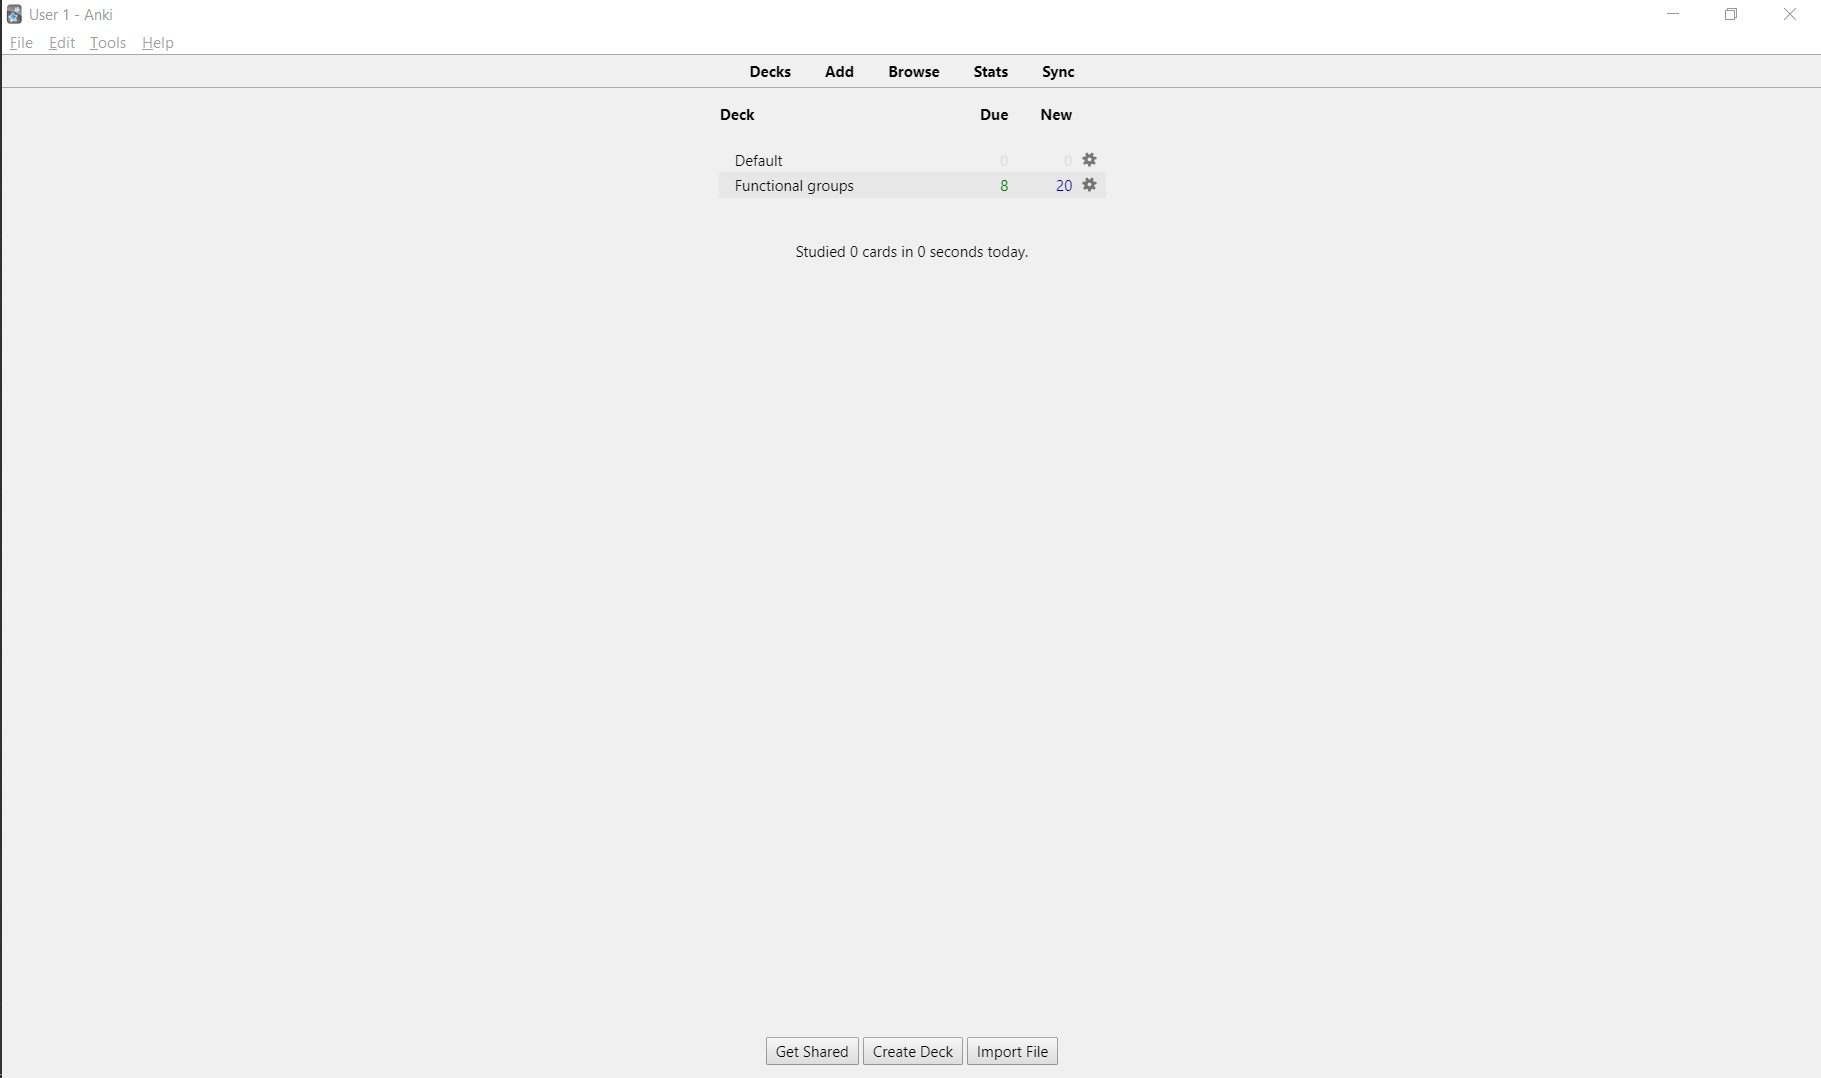 User 1 - Anki
File Edit Tools Help
Decks Add Browse Stats Sync
Deck Due New
Default 0 0
Functional groups 8 20
Studied 0 cards in 0 seconds today.
Get Shared Create Deck Import File